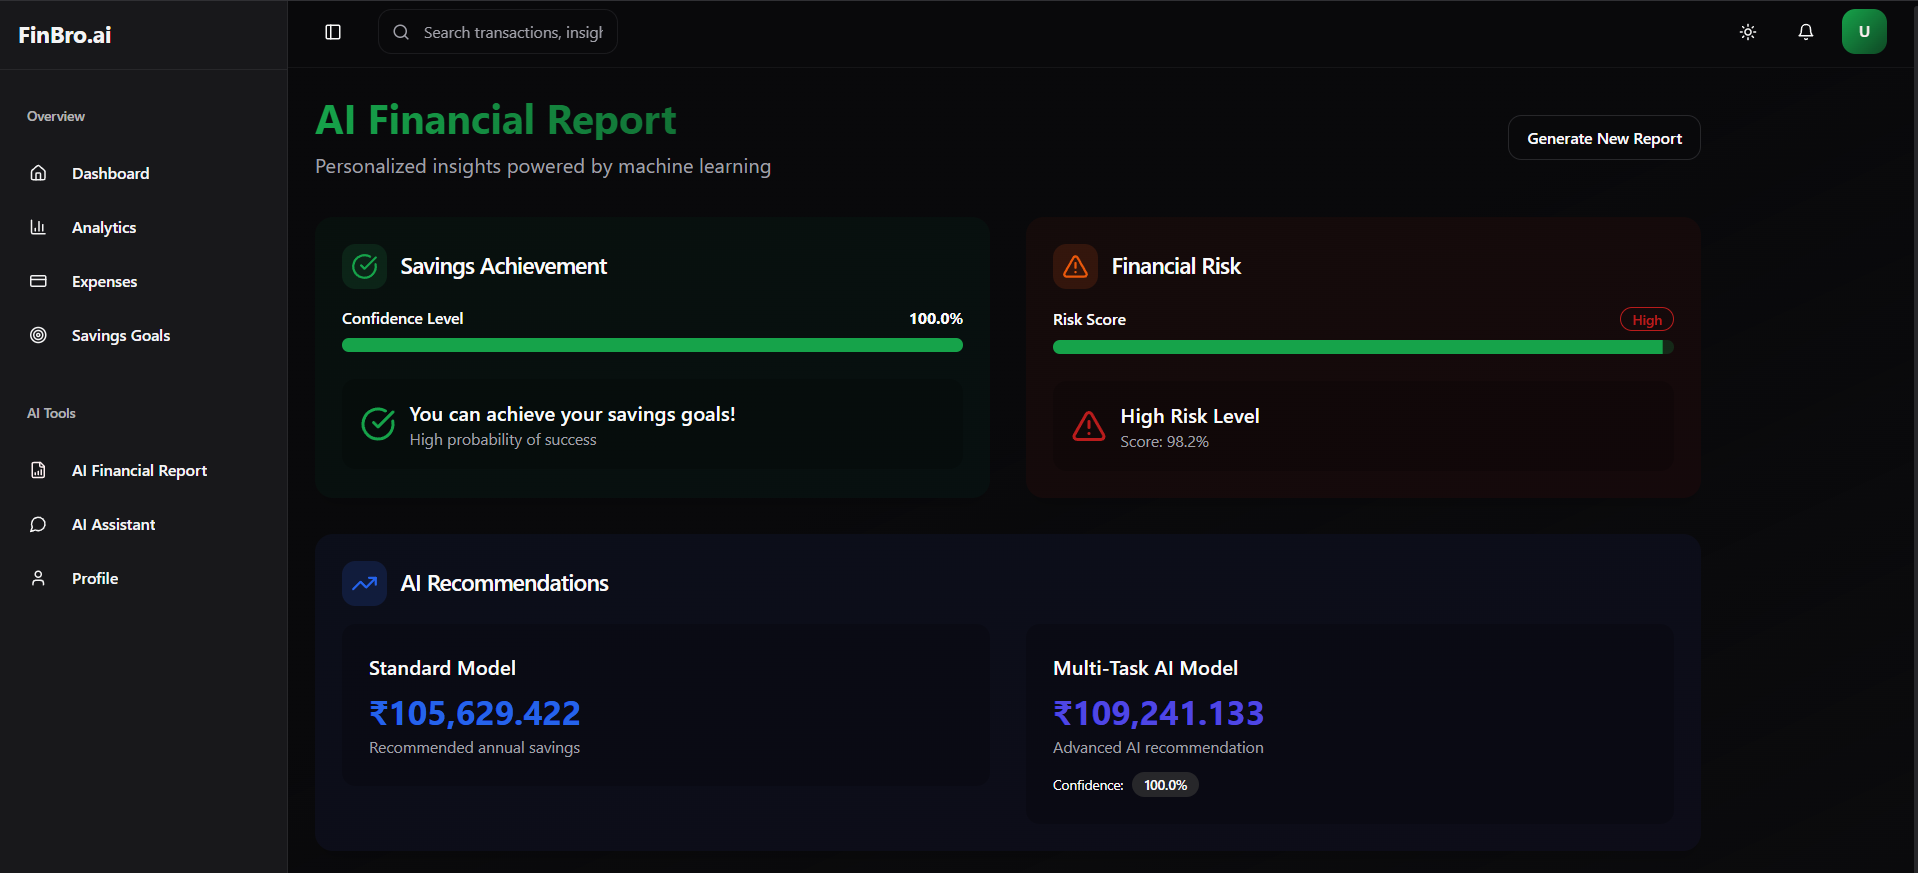 FinBro.ai
Search transactions, insigh
U
Overview
Dashboard
Analytics
Expenses
Savings Goals
AI Tools
AI Financial Report
AI Assistant
Profile
AI Financial Report
Personalized insights powered by machine learning
Generate New Report
Savings Achievement
Confidence Level 100.0%
You can achieve your savings goals!
High probability of success
Financial Risk
Risk Score High
High Risk Level
Score: 98.2%
AI Recommendations
Standard Model
₹105,629.422
Recommended annual savings
Multi-Task AI Model
₹109,241.133
Advanced AI recommendation
Confidence: 100.0%